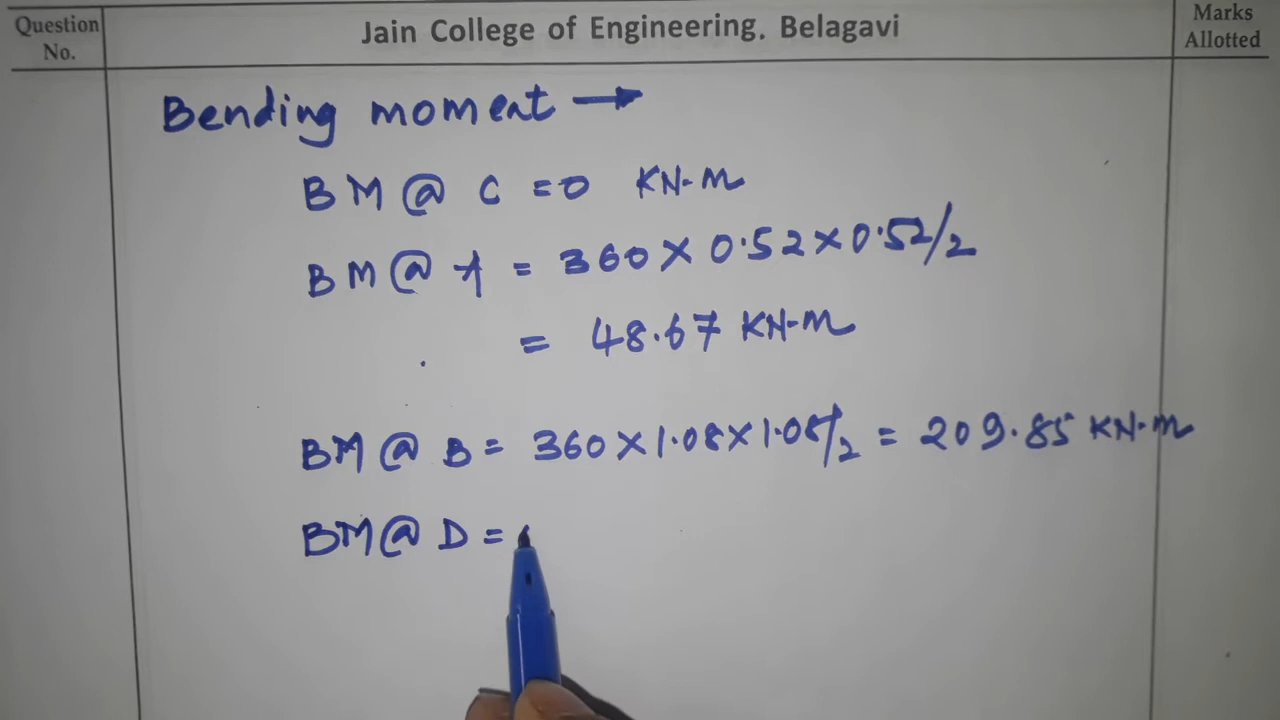 Question No.
Jain College of Engineering, Belagavi
Marks Allotted
Bending moment →
BM @ C = 0 KN-m
BM @ A = 360 × 0.52 × 0.52/2
= 48.67 KN-m
BM @ B = 360 × 1.08 × 1.08/2 = 209.85 KN-m
BM @ D =